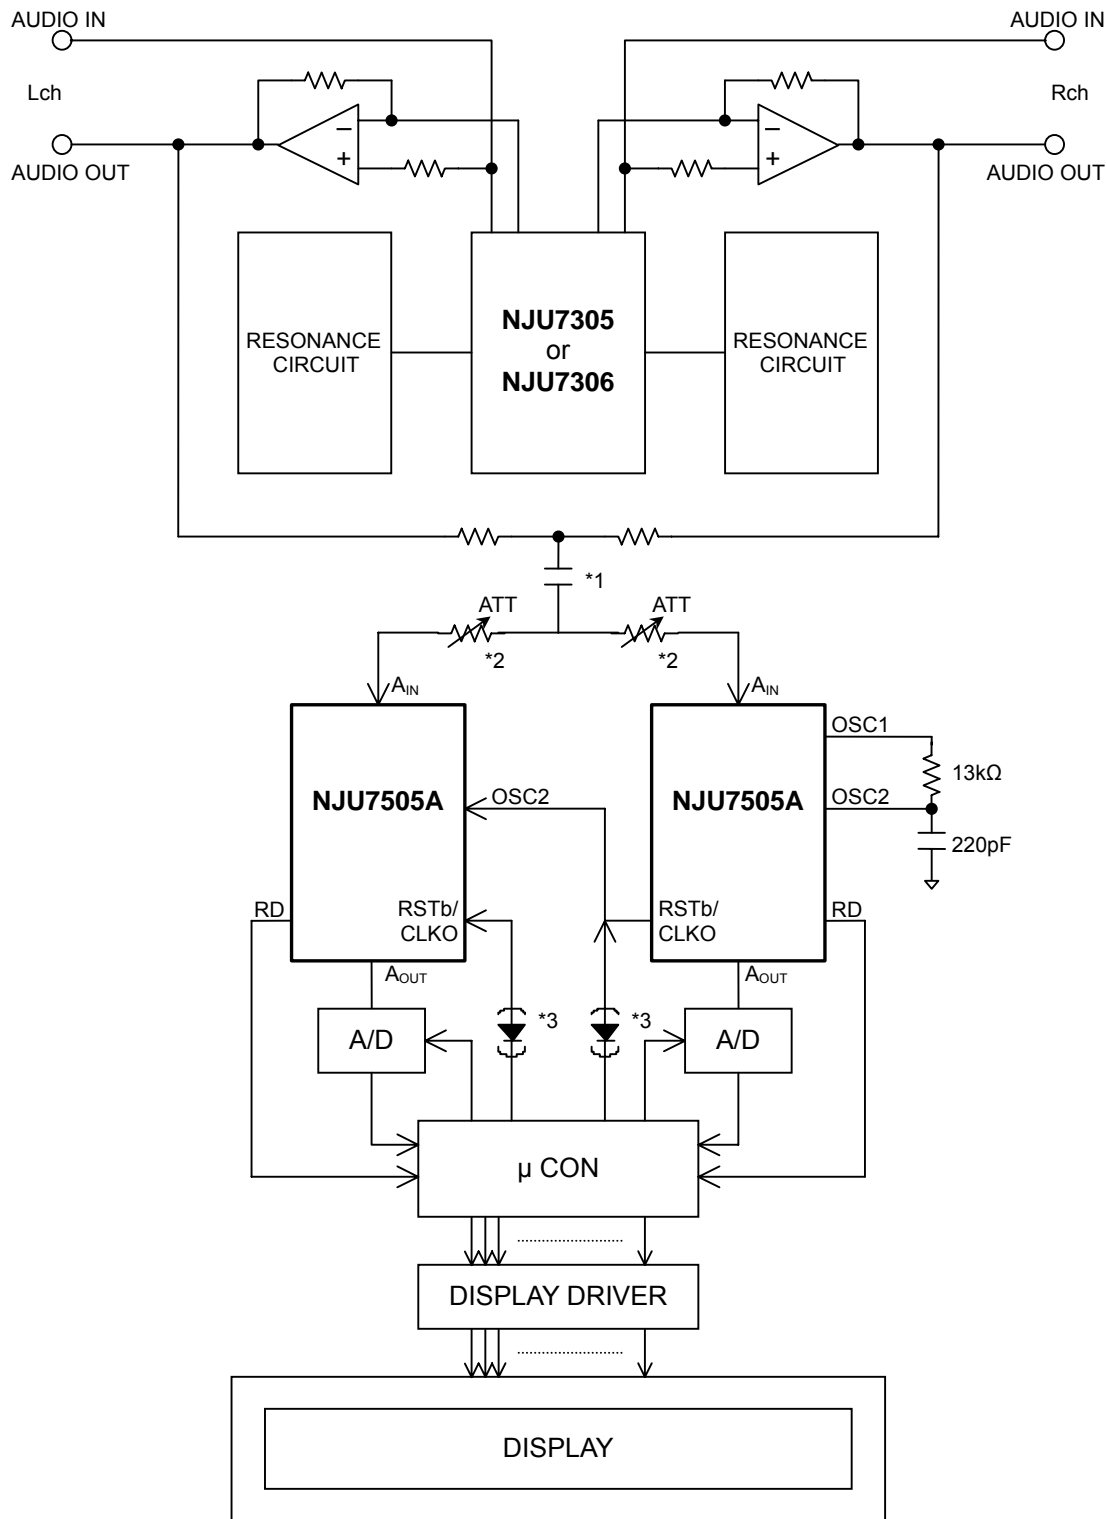 AUDIO IN
AUDIO IN
Lch
Rch
AUDIO OUT
AUDIO OUT
−
+
−
+
RESONANCE
CIRCUIT
NJU7305
or
NJU7306
RESONANCE
CIRCUIT
*1
ATT
ATT
*2
*2
AIN
AIN
OSC1
13kΩ
NJU7505A
OSC2
NJU7505A
OSC2
220pF
RD
RSTb/
CLKO
RSTb/
CLKO
RD
AOUT
AOUT
A/D
*3
*3
A/D
μ CON
DISPLAY DRIVER
DISPLAY